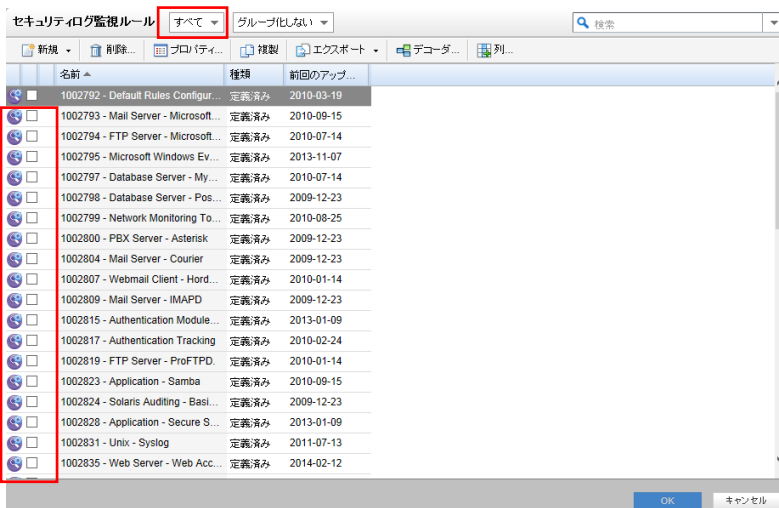 セキュリティログ監視ルール すべて グループ化しない 検索
新規 削除... プロパティ... 複製 エクスポート デコーダ... 列...
名前 種類 前回のアップ...
1002792 - Default Rules Configur... 定義済み 2010-03-19
1002793 - Mail Server - Microsoft... 定義済み 2010-09-15
1002794 - FTP Server - Microsoft... 定義済み 2010-07-14
1002795 - Microsoft Windows Ev... 定義済み 2013-11-07
1002797 - Database Server - My... 定義済み 2010-07-14
1002798 - Database Server - Pos... 定義済み 2009-12-23
1002799 - Network Monitoring To... 定義済み 2010-08-25
1002800 - PBX Server - Asterisk 定義済み 2009-12-23
1002804 - Mail Server - Courier 定義済み 2009-12-23
1002807 - Webmail Client - Hord... 定義済み 2010-01-14
1002809 - Mail Server - IMAPD 定義済み 2009-12-23
1002815 - Authentication Module... 定義済み 2013-01-09
1002817 - Authentication Tracking 定義済み 2010-02-24
1002819 - FTP Server - ProFTPD. 定義済み 2010-01-14
1002823 - Application - Samba 定義済み 2010-09-15
1002824 - Solaris Auditing - Basi... 定義済み 2009-12-23
1002828 - Application - Secure S... 定義済み 2013-01-09
1002831 - Unix - Syslog 定義済み 2011-07-13
1002835 - Web Server - Web Acc... 定義済み 2014-02-12
OK キャンセル